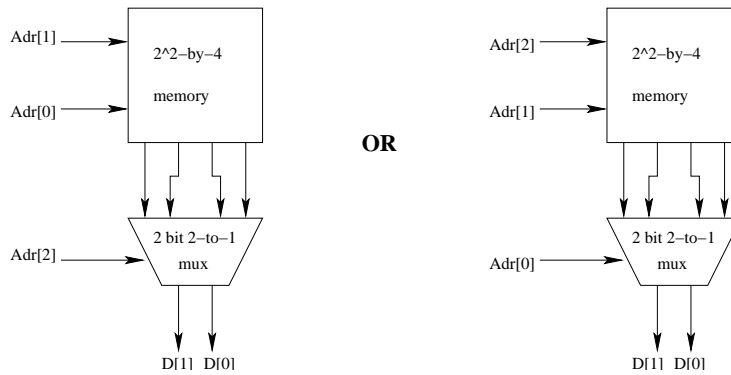 Adr[1]
2^2−by−4
memory
Adr[0]
OR
Adr[2]
2 bit 2−to−1
mux
D[1] D[0]
Adr[2]
2^2−by−4
memory
Adr[1]
Adr[0]
2 bit 2−to−1
mux
D[1] D[0]